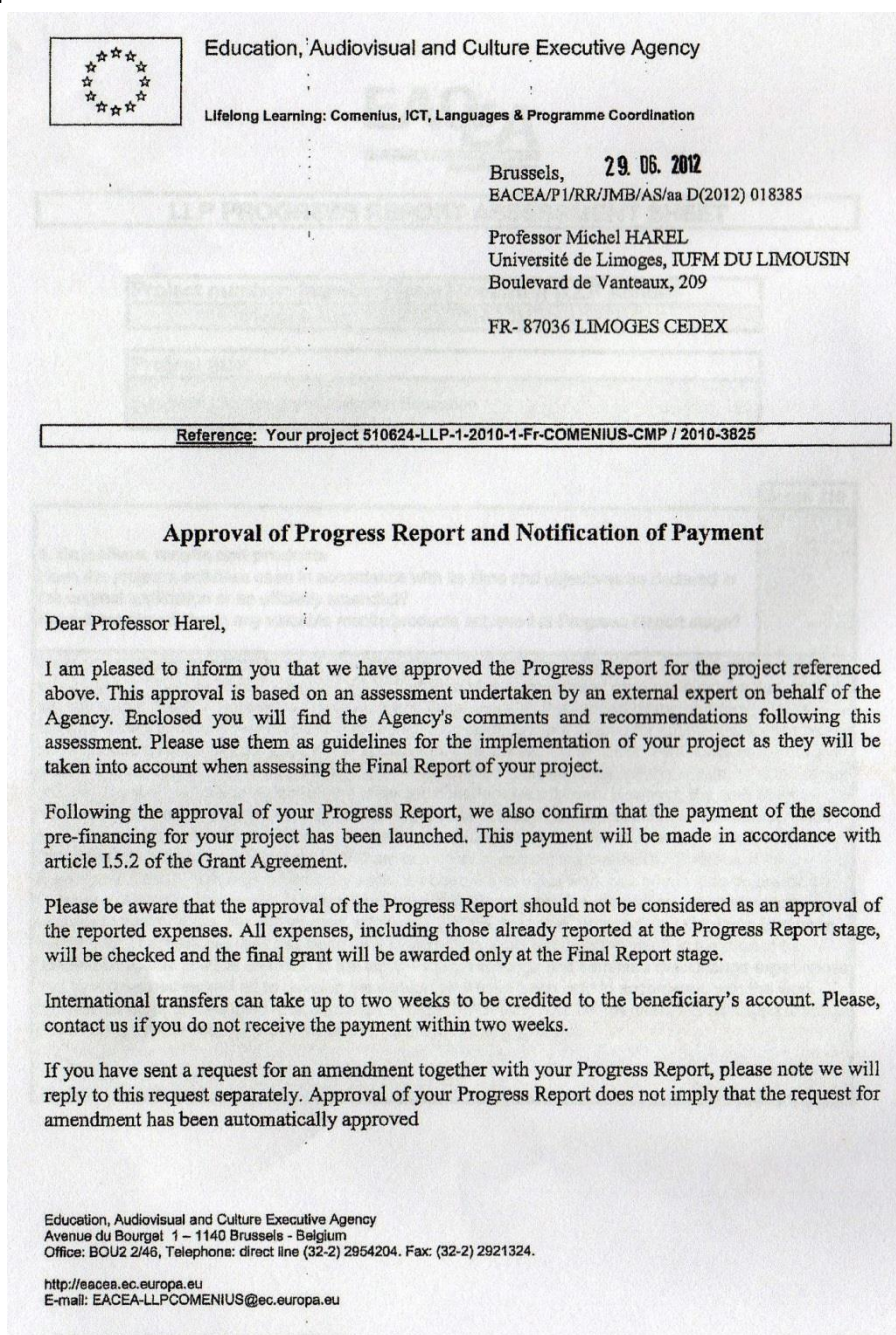 Education, Audiovisual and Culture Executive Agency
Lifelong Learning: Comenius, ICT, Languages & Programme Coordination
Brussels, 29. 06. 2012
EACEA/P1/RR/JMB/AS/aa D(2012) 018385
Professor Michel HAREL
Université de Limoges, IUFM DU LIMOUSIN
Boulevard de Vanteaux, 209
FR- 87036 LIMOGES CEDEX
Reference: Your project 510624-LLP-1-2010-1-Fr-COMENIUS-CMP / 2010-3825
Approval of Progress Report and Notification of Payment
Dear Professor Harel,
I am pleased to inform you that we have approved the Progress Report for the project referenced
above. This approval is based on an assessment undertaken by an external expert on behalf of the
Agency. Enclosed you will find the Agency's comments and recommendations following this
assessment. Please use them as guidelines for the implementation of your project as they will be
taken into account when assessing the Final Report of your project.
Following the approval of your Progress Report, we also confirm that the payment of the second
pre-financing for your project has been launched. This payment will be made in accordance with
article I.5.2 of the Grant Agreement.
Please be aware that the approval of the Progress Report should not be considered as an approval of
the reported expenses. All expenses, including those already reported at the Progress Report stage,
will be checked and the final grant will be awarded only at the Final Report stage.
International transfers can take up to two weeks to be credited to the beneficiary's account. Please,
contact us if you do not receive the payment within two weeks.
If you have sent a request for an amendment together with your Progress Report, please note we will
reply to this request separately. Approval of your Progress Report does not imply that the request for
amendment has been automatically approved
Education, Audiovisual and Culture Executive Agency
Avenue du Bourget 1 – 1140 Brussels - Belgium
Office: BOU2 2/46, Telephone: direct line (32-2) 2954204. Fax: (32-2) 2921324.
http://eacea.ec.europa.eu
E-mail: EACEA-LLPCOMENIUS@ec.europa.eu